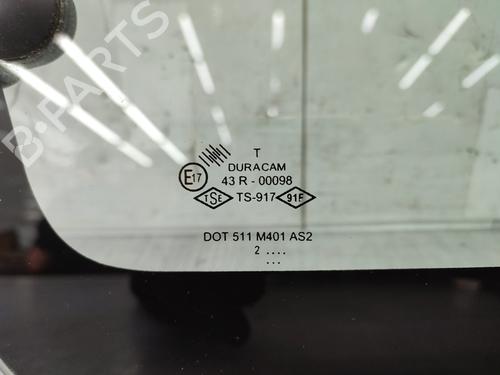 B-PARTS
T
DURACAM
E17 43 R - 00098
TSE TS-917 91F
DOT 511 M401 AS2
2 ....
...